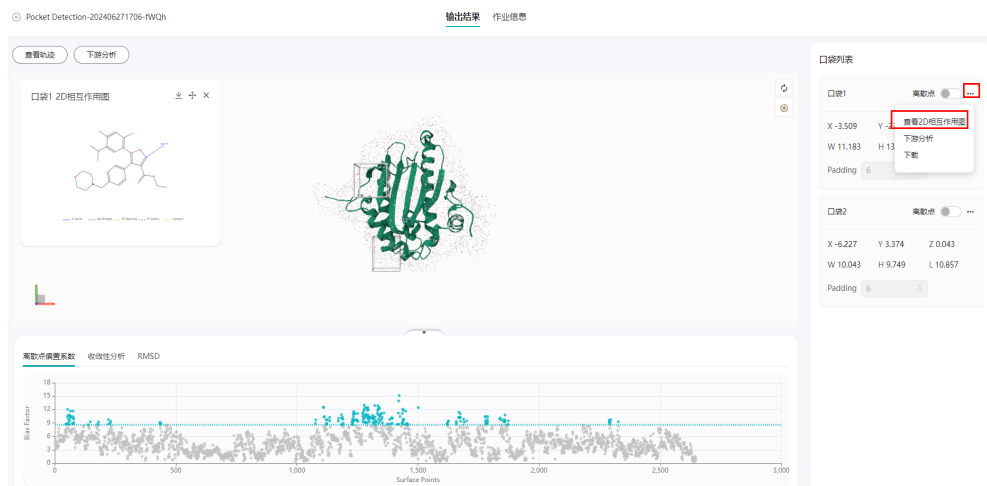 Pocket Detection-202406271706-fWQh
输出结果 作业信息
查看轨迹 下游分析
口袋1 2D相互作用图
口袋列表
口袋1 离散点
查看2D相互作用图
下游分析
下载
X -3.509 Y -2
W 11.183 H 13
Padding 6
口袋2 离散点
X -6.227 Y 3.374 Z 0.043
W 10.043 H 9.749 L 10.857
Padding 6 Å
离散点偏置系数 收敛性分析 RMSD
Bias Factor
18
15
12
9
6
3
0
0 500 1,000 1,500 2,000 2,500 3,000
Surface Points